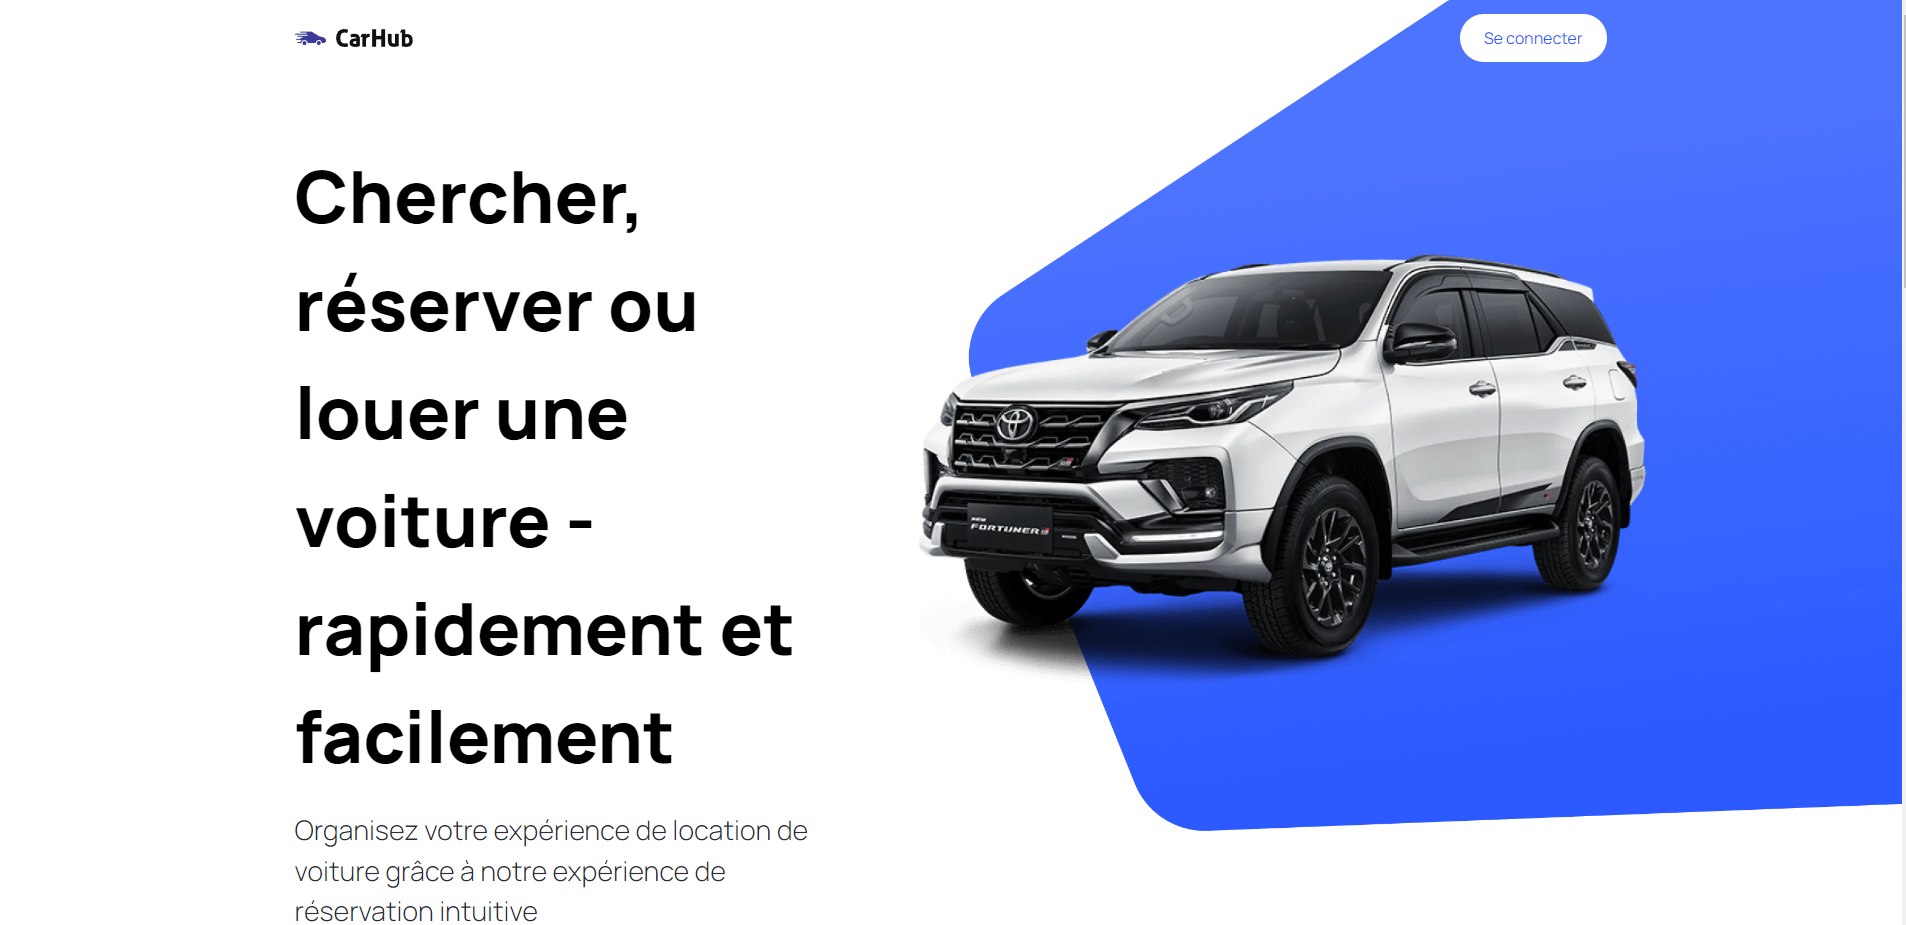 CarHub
Se connecter
Chercher,
réserver ou
louer une
voiture -
rapidement et
facilement
NEW
FORTUNER GR
Organisez votre expérience de location de
voiture grâce à notre expérience de
réservation intuitive